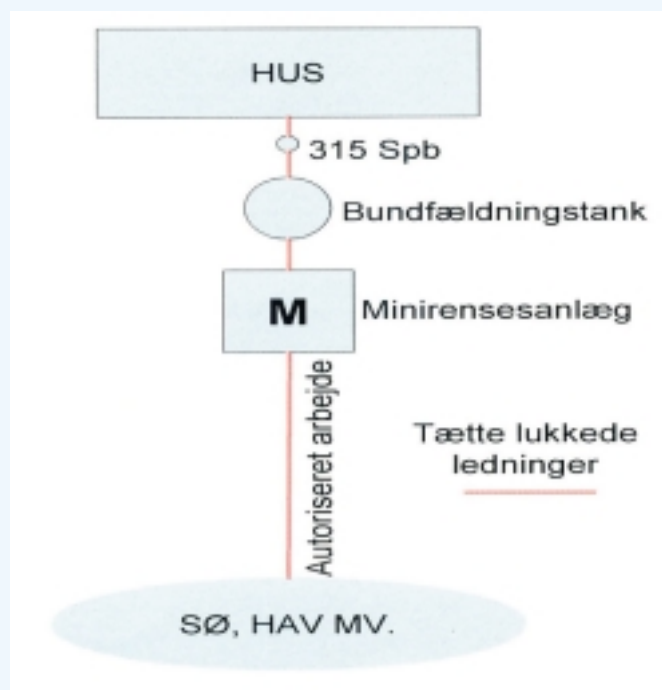 HUS
315 Spb
Bundfældningstank
M
Minirensesanlæg
Autoriseret arbejde
Tætte lukkede
ledninger
SØ, HAV MV.